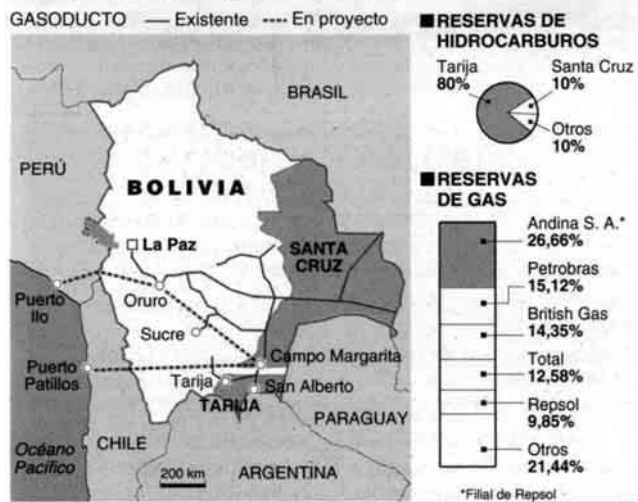 GASODUCTO — Existente ---- En proyecto
BRASIL
PERÚ
BOLIVIA
La Paz
SANTA
CRUZ
Puerto
Ilo
Oruro
Sucre
Campo Margarita
Puerto
Patillos
Tarija
San Alberto
TARIJA
PARAGUAY
Océano
Pacífico
CHILE
200 km
ARGENTINA
RESERVAS DE
HIDROCARBUROS
Tarija
80%
Santa Cruz
10%
Otros
10%
RESERVAS
DE GAS
Andina S. A.*
26,66%
Petrobras
15,12%
British Gas
14,35%
Total
12,58%
Repsol
9,85%
Otros
21,44%
*Filial de Repsol